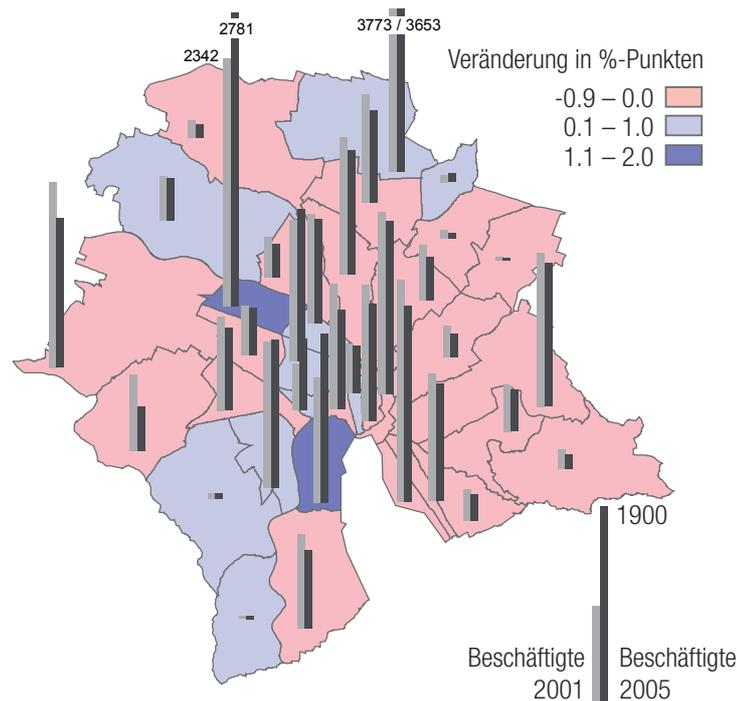 2781
2342
3773 / 3653
Veränderung in %-Punkten
-0.9 – 0.0
0.1 – 1.0
1.1 – 2.0
1900
Beschäftigte 2001
Beschäftigte 2005